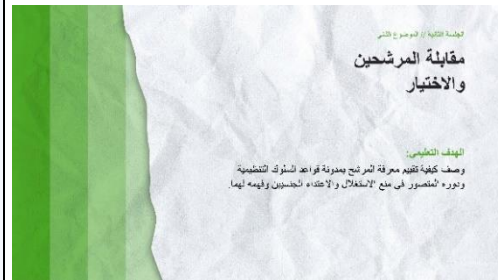 الجلسة الثانية // الموضوع الثاني
مقابلة المرشحين
والاختيار
الهدف التعليمي:
وصف كيفية تقييم معرفة المرشح بمدونة قواعد السلوك التنظيمية
ودوره المتصور في منع الاستغلال والاعتداء الجنسيين وفهمه لهما.